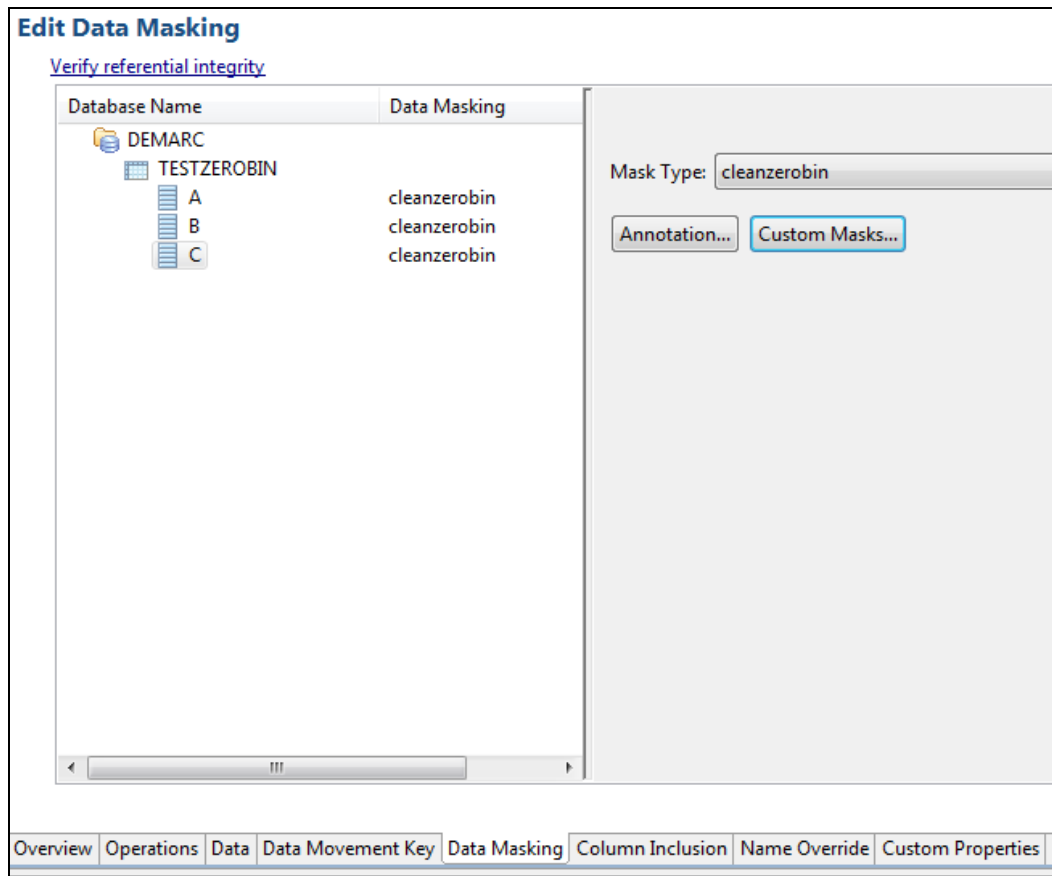 Edit Data Masking
Verify referential integrity
Database Name Data Masking
DEMARC
TESTZEROBIN
A cleanzerobin
B cleanzerobin
C cleanzerobin
Mask Type: cleanzerobin
Annotation... Custom Masks...
Overview Operations Data Data Movement Key Data Masking Column Inclusion Name Override Custom Properties